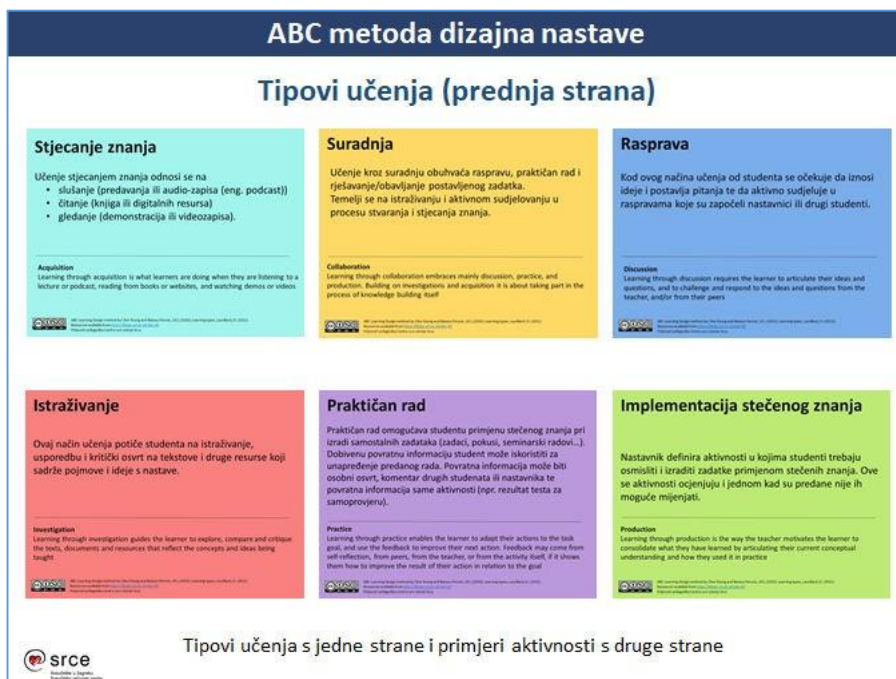 ABC metoda dizajna nastave
Tipovi učenja (prednja strana)
Stjecanje znanja
Učenje stjecanjem znanja odnosi se na
• slušanje (predavanja ili audio-zapisa (eng. podcast))
• čitanje (knjiga ili digitalnih resursa)
• gledanje (demonstracija ili videozapisa).
Acquisition
Learning through acquisition is what learners are doing when they are listening to a
lecture or podcast, reading from books or websites, and watching demos or videos
Suradnja
Učenje kroz suradnju obuhvaća raspravu, praktičan rad i
rješavanje/obavljanje postavljenog zadatka.
Temelji se na istraživanju i aktivnom sudjelovanju u
procesu stvaranja i stjecanja znanja.
Collaboration
Learning through collaboration embraces mainly discussion, practice, and
production. Building on investigations and acquisition it is about taking part in the
process of knowledge building itself
Rasprava
Kod ovog načina učenja od studenta se očekuje da iznosi
ideje i postavlja pitanja te da aktivno sudjeluje u
raspravama koje su započeli nastavnici ili drugi studenti.
Discussion
Learning through discussion requires the learner to articulate their ideas and
questions, and to challenge and respond to the ideas and questions from the
teacher, and/or from their peers
Istraživanje
Ovaj način učenja potiče studenta na istraživanje,
usporedbu i kritički osvrt na tekstove i druge resurse koji
sadrže pojmove i ideje s nastave.
Investigation
Learning through investigation guides the learner to explore, compare and critique
the texts, documents and resources that reflect the concepts and ideas being
taught
Praktičan rad
Praktičan rad omogućava studentu primjenu stečenog znanja pri
izradi samostalnih zadataka (zadaci, pokusi, seminarski radovi...).
Dobivenu povratnu informaciju student može iskoristiti za
unapređenje predanog rada. Povratna informacija može biti
osobni osvrt, komentar drugih studenata ili nastavnika te
povratna informacija same aktivnosti (npr. rezultat testa za
samoprovjeru).
Practice
Learning through practice enables the learner to adapt their actions to the task
goal, and use the feedback to improve their next action. Feedback may come from
self-reflection, from peers, from the teacher, or from the activity itself, if it shows
them how to improve the result of their action in relation to the goal
Implementacija stečenog znanja
Nastavnik definira aktivnosti u kojima studenti trebaju
osmisliti i izraditi zadatke primjenom stečenih znanja. Ove
se aktivnosti ocjenjuju i jednom kad su predane nije ih
moguće mijenjati.
Production
Learning through production is the way the teacher motivates the learner to
consolidate what they have learned by articulating their current conceptual
understanding and how they used it in practice
Tipovi učenja s jedne strane i primjeri aktivnosti s druge strane
srce